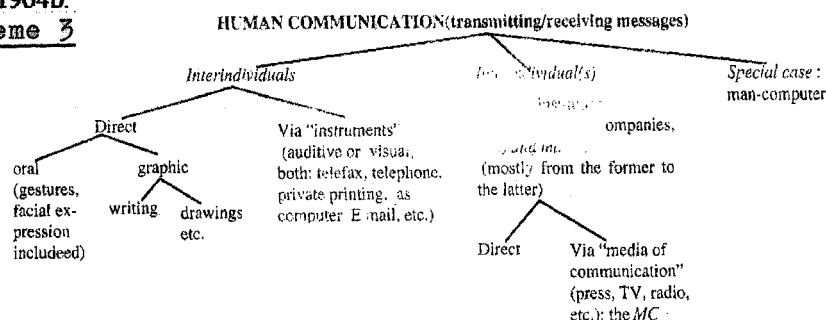 1964b.
eme 3
HUMAN COMMUNICATION(transmitting/receiving messages)
Interindividuals
Special case :
man-computer
Direct
oral
(gestures,
facial ex-
pression
includeed)
graphic
writing
drawings
etc.
Via "instruments"
(auditive or visual,
both: telefax, telephone,
private printing, as
computer E mail, etc.)
ompanies,
(mostly from the former to
the latter)
Direct
Via "media of
communication"
(press, TV, radio,
etc.): the MC